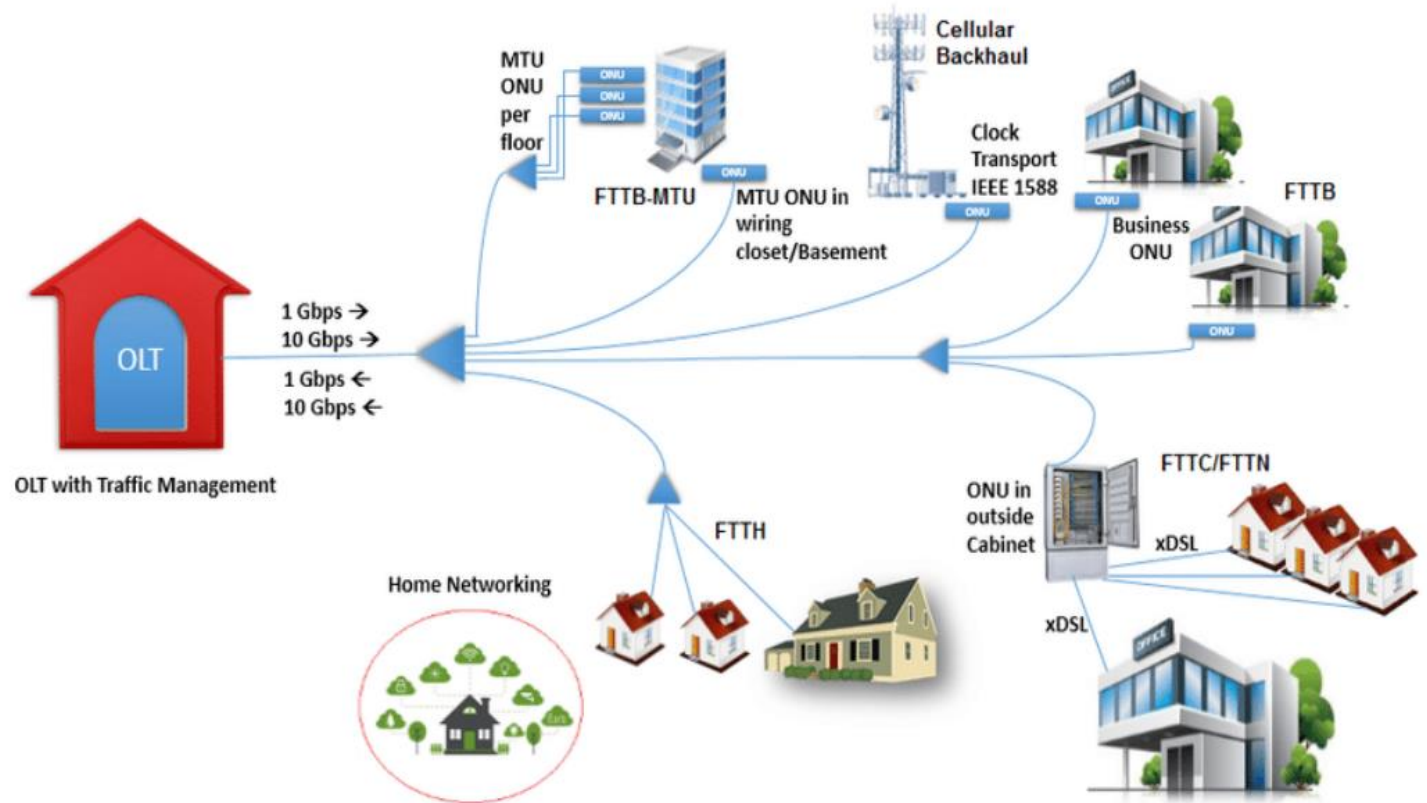 MTU
ONU
per
floor
ONU
ONU
ONU
FTTB-MTU
ONU
MTU ONU in
wiring
closet/Basement
Cellular
Backhaul
Clock
Transport
IEEE 1588
ONU
OFFICE
ONU
Business
ONU
FTTB
ONU
OLT
1 Gbps →
10 Gbps →
1 Gbps ←
10 Gbps ←
OLT with Traffic Management
FTTH
Home Networking
ONU in
outside
Cabinet
FTTC/FTTN
xDSL
xDSL
OFFICE